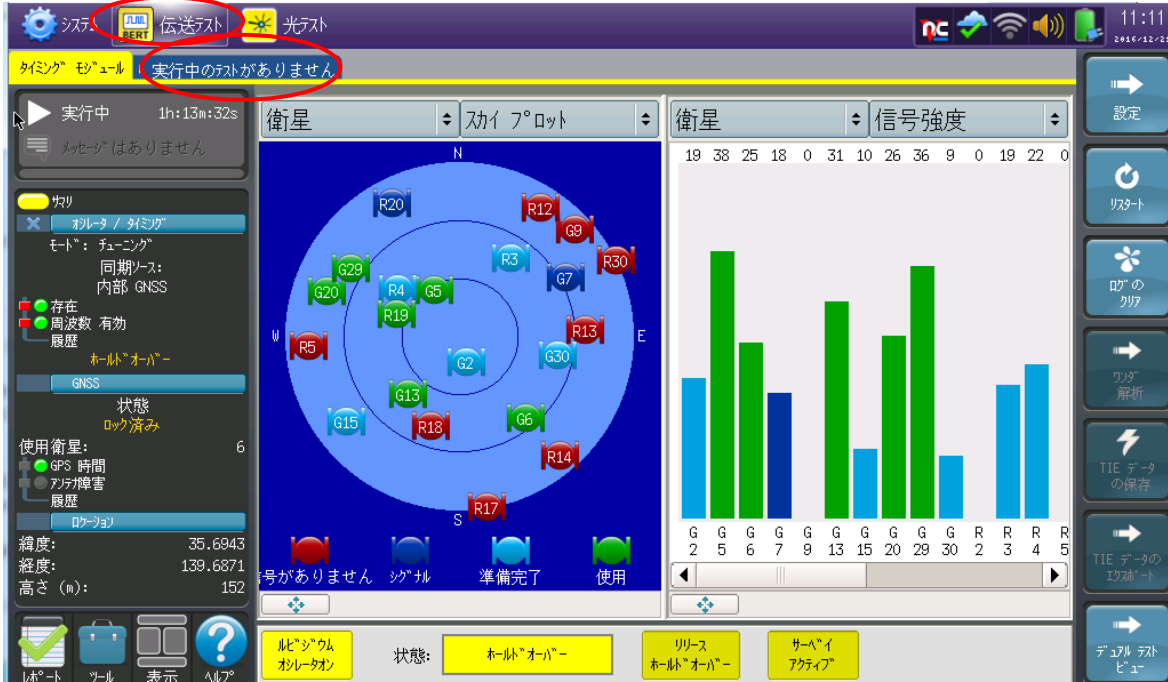 システム
BERT
伝送テスト
光テスト
11:11
タイミング モジュール
実行中のテストがありません
実行中
1h:13m:32s
メッセージはありません
サマリ
オシレータ / タイミング
モード: チューニング
同期ソース:
内部 GNSS
存在
周波数 有効
履歴
ホールドオーバー
GNSS
状態
ロック済み
使用衛星: 6
GPS 時間
アンテナ障害
履歴
ロケーション
緯度: 35.6943
経度: 139.6871
高さ (m): 152
レポート
ツール
表示
ヘルプ
衛星
スカイ プロット
N
R20
R12
G9
R3
R30
G29
G7
G20
R4
G5
R19
W
E
R5
R13
G2
G30
G13
G15
R18
G6
R14
R17
S
号がありません
シグナル
準備完了
使用
衛星
信号強度
19 38 25 18 0 31 10 26 36 9 0 19 22 0
G G G G G G G G G G R R R R
2 5 6 7 9 13 15 20 29 30 2 3 4 5
ルビジウム
オシレータオン
状態:
ホールドオーバー
リリース
ホールドオーバー
サーベイ
アクティブ
設定
リスタート
ログの
クリア
ワンダ
解析
TIE データ
の保存
TIE データの
エクスポート
デュアル テスト
ビュー